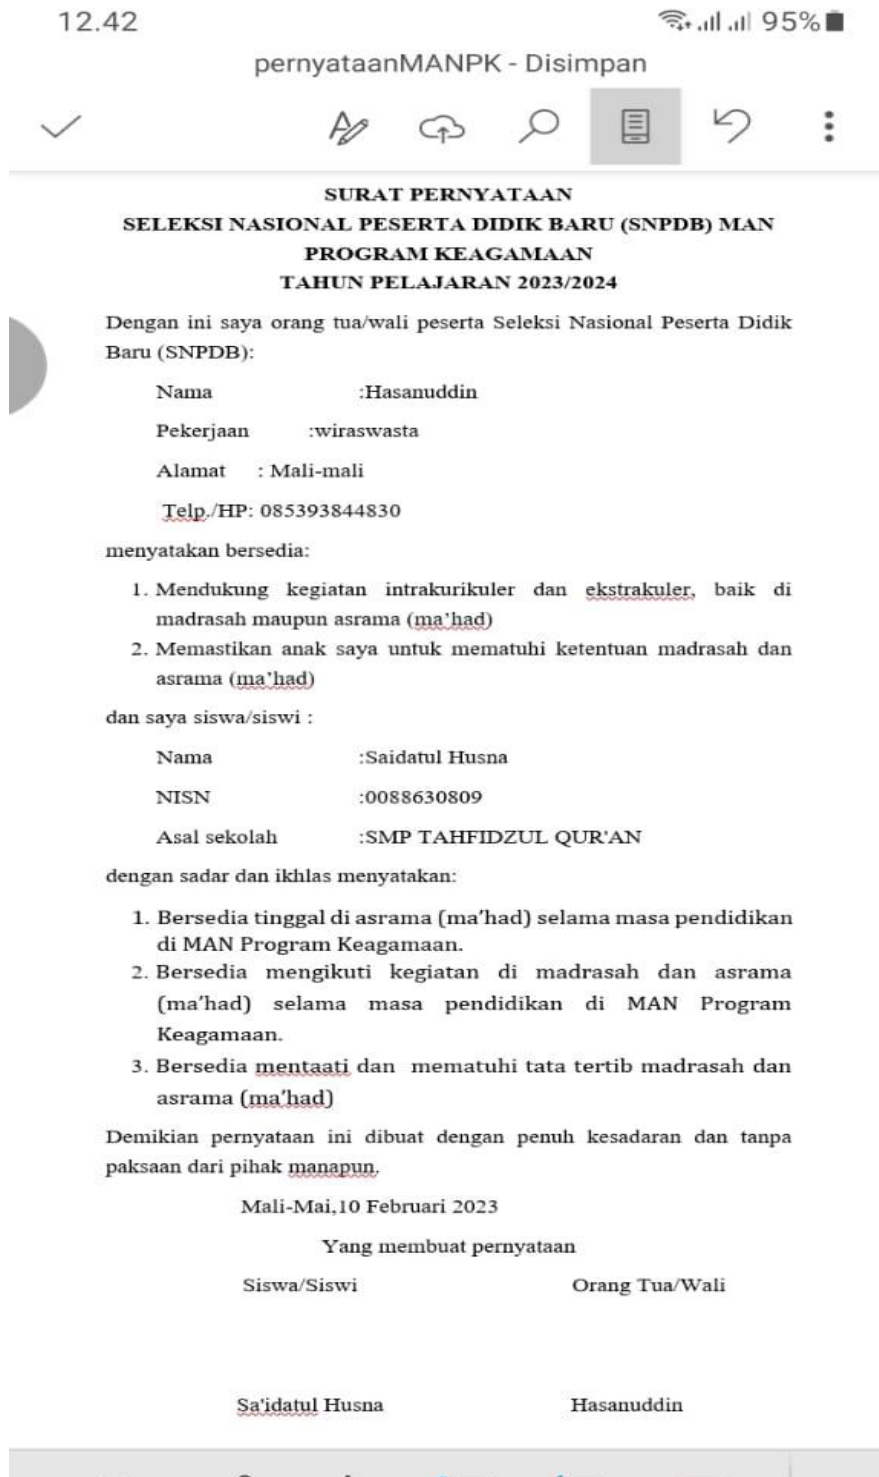 12.42
95%
pernyataanMANPK - Disimpan
SURAT PERNYATAAN
SELEKSI NASIONAL PESERTA DIDIK BARU (SNPDB) MAN
PROGRAM KEAGAMAAN
TAHUN PELAJARAN 2023/2024
Dengan ini saya orang tua/wali peserta Seleksi Nasional Peserta Didik
Baru (SNPDB):
Nama :Hasanuddin
Pekerjaan :wiraswasta
Alamat : Mali-mali
Telp./HP: 085393844830
menyatakan bersedia:
1. Mendukung kegiatan intrakurikuler dan ekstrakuler, baik di
madrasah maupun asrama (ma'had)
2. Memastikan anak saya untuk mematuhi ketentuan madrasah dan
asrama (ma'had)
dan saya siswa/siswi :
Nama :Saidatul Husna
NISN :0088630809
Asal sekolah :SMP TAHFIDZUL QUR'AN
dengan sadar dan ikhlas menyatakan:
1. Bersedia tinggal di asrama (ma'had) selama masa pendidikan
di MAN Program Keagamaan.
2. Bersedia mengikuti kegiatan di madrasah dan asrama
(ma'had) selama masa pendidikan di MAN Program
Keagamaan.
3. Bersedia mentaati dan mematuhi tata tertib madrasah dan
asrama (ma'had)
Demikian pernyataan ini dibuat dengan penuh kesadaran dan tanpa
paksaan dari pihak manapun.
Mali-Mai,10 Februari 2023
Yang membuat pernyataan
Siswa/Siswi Orang Tua/Wali
Sa'idatul Husna Hasanuddin